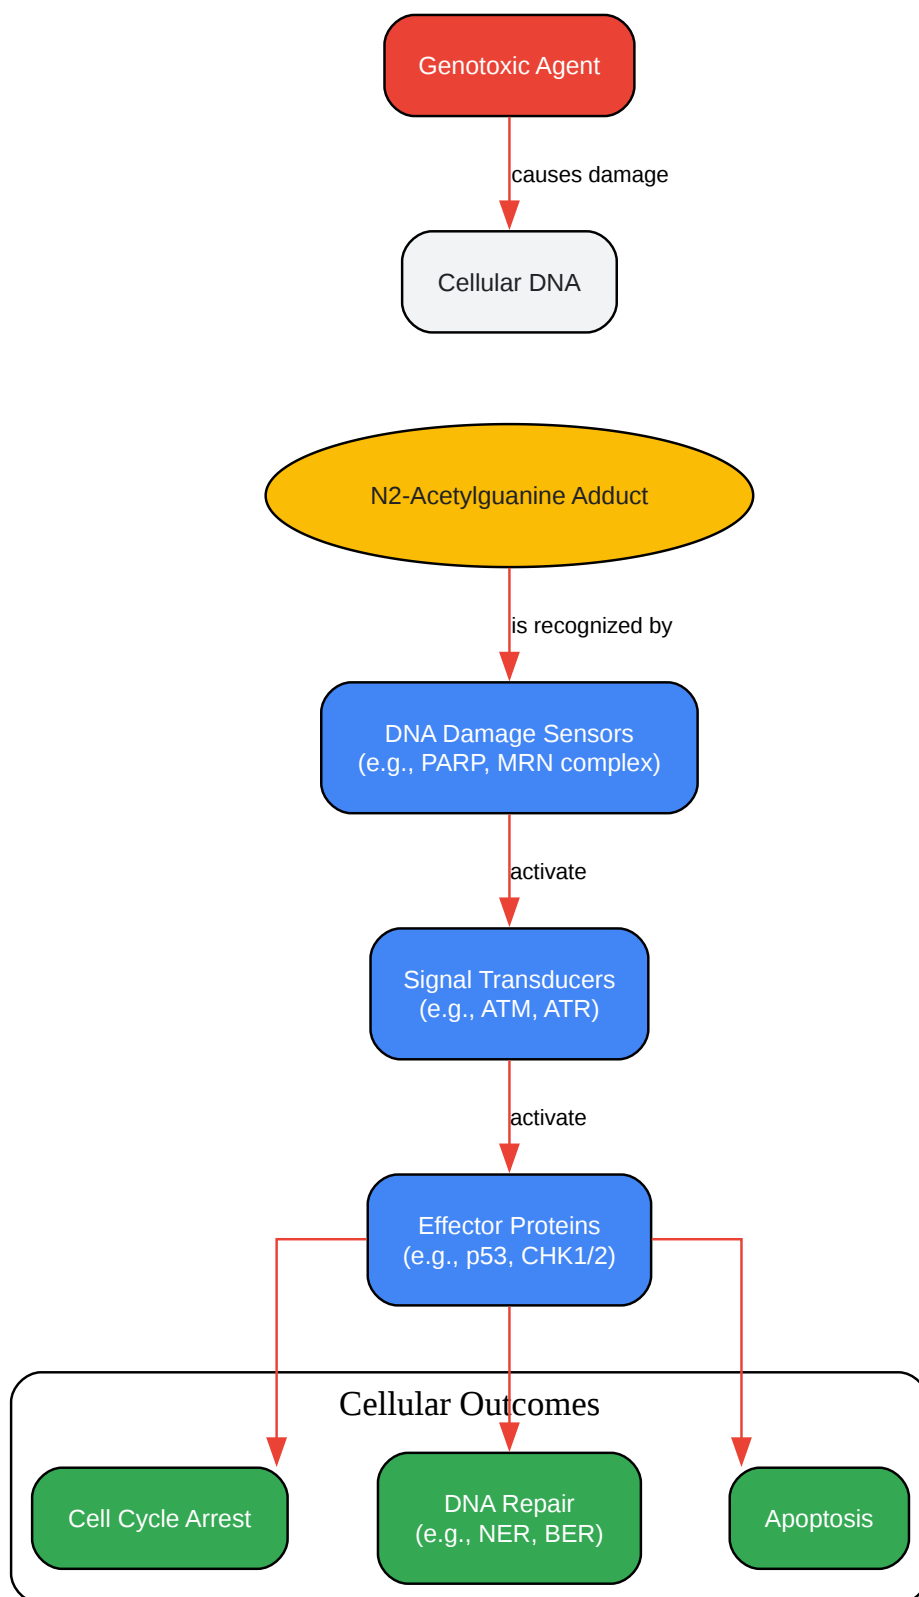 Genotoxic Agent
causes damage
Cellular DNA
N2-Acetylguanine Adduct
is recognized by
DNA Damage Sensors
(e.g., PARP, MRN complex)
activate
Signal Transducers
(e.g., ATM, ATR)
activate
Effector Proteins
(e.g., p53, CHK1/2)
Cellular Outcomes
Cell Cycle Arrest
DNA Repair
(e.g., NER, BER)
Apoptosis